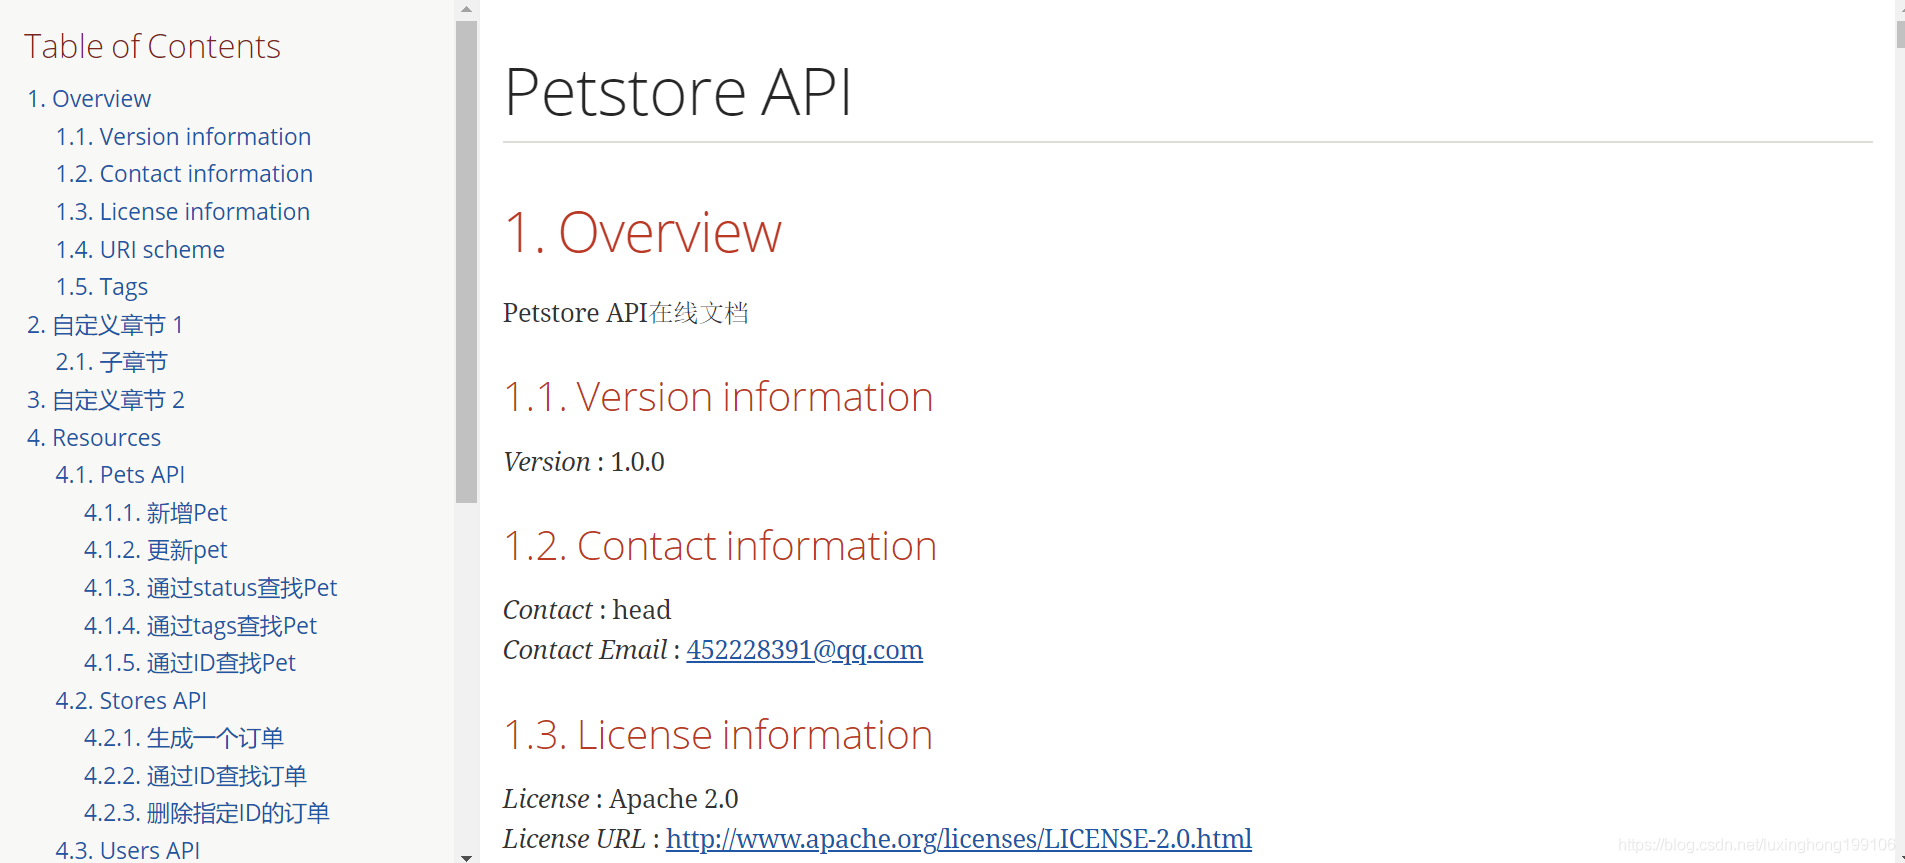 Table of Contents
1. Overview
1.1. Version information
1.2. Contact information
1.3. License information
1.4. URI scheme
1.5. Tags
2. 自定义章节 1
2.1. 子章节
3. 自定义章节 2
4. Resources
4.1. Pets API
4.1.1. 新增Pet
4.1.2. 更新pet
4.1.3. 通过status查找Pet
4.1.4. 通过tags查找Pet
4.1.5. 通过ID查找Pet
4.2. Stores API
4.2.1. 生成一个订单
4.2.2. 通过ID查找订单
4.2.3. 删除指定ID的订单
4.3. Users API
Petstore API
1. Overview
Petstore API在线文档
1.1. Version information
Version : 1.0.0
1.2. Contact information
Contact : head
Contact Email : 452228391@qq.com
1.3. License information
License : Apache 2.0
License URL : http://www.apache.org/licenses/LICENSE-2.0.html
https://blog.csdn.net/luxinghong199106